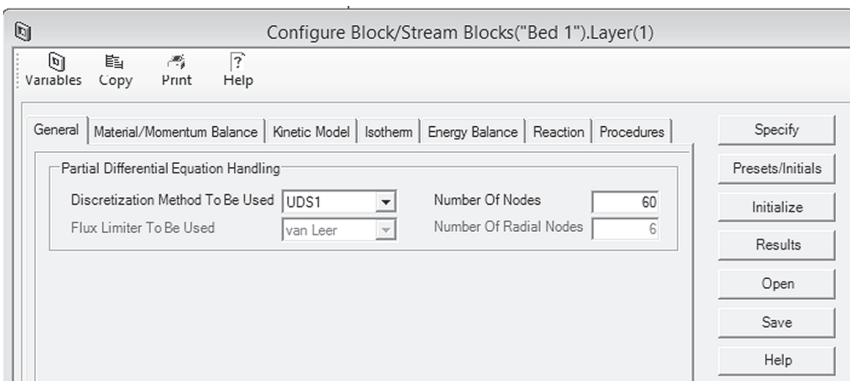 Configure Block/Stream Blocks("Bed 1").Layer(1)
Variables Copy Print Help
General Material/Momentum Balance Kinetic Model Isotherm Energy Balance Reaction Procedures
Partial Differential Equation Handling
Discretization Method To Be Used UDS1 Number Of Nodes 60
Flux Limiter To Be Used van Leer Number Of Radial Nodes 6
Specify
Presets/Initials
Initialize
Results
Open
Save
Help